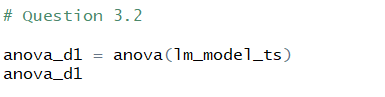 # Question 3.2
anova_d1 = anova(lm_model_ts)
anova_d1